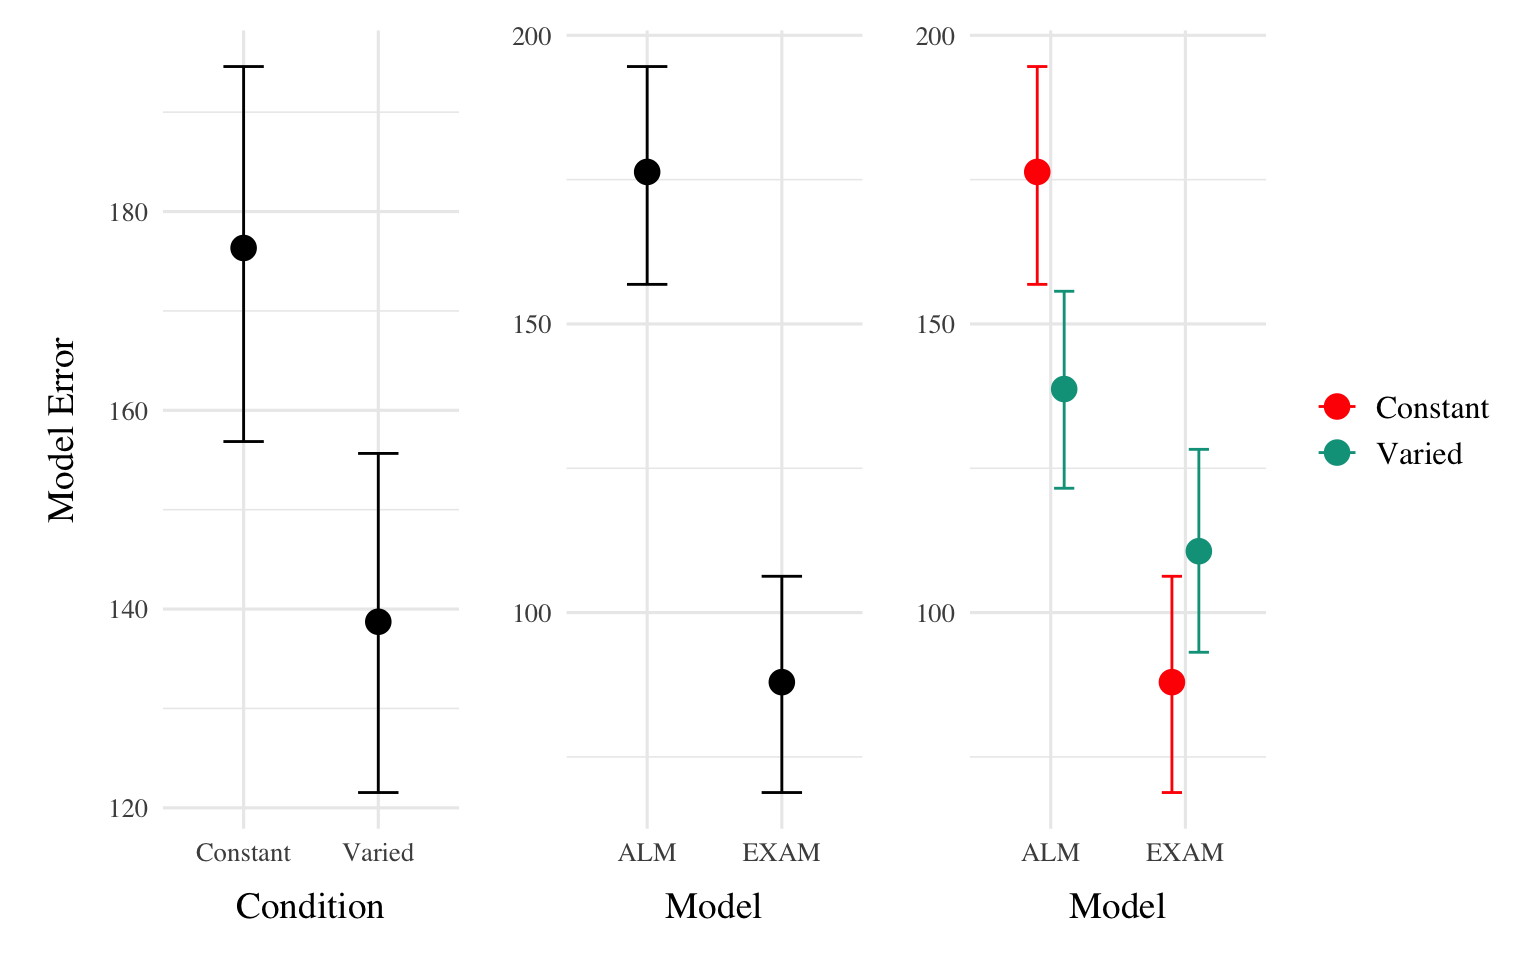 Model Error
180
160
140
120
Constant Varied
Condition
200
150
100
ALM EXAM
Model
200
150
100
ALM EXAM
Model
Constant
Varied